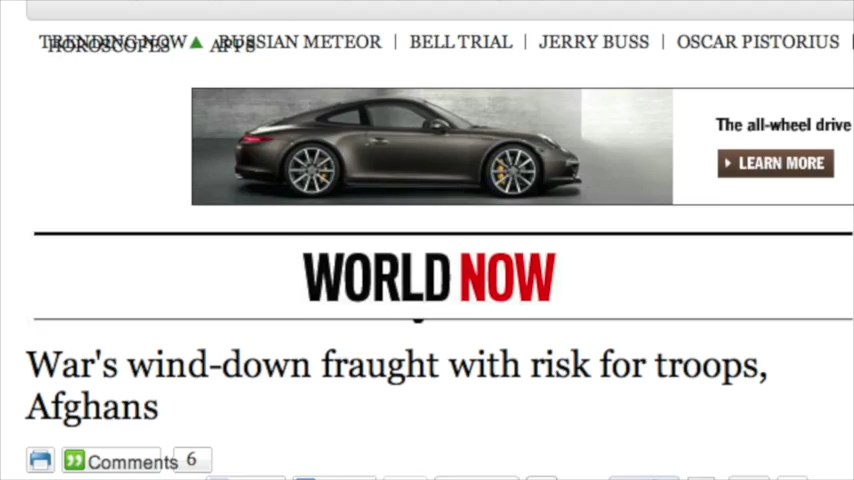 TRENDING NOW ▲ RUSSIAN METEOR | BELL TRIAL | JERRY BUSS | OSCAR PISTORIUS |
HOROSCOPES APPS
The all-wheel drive
LEARN MORE
WORLD NOW
War's wind-down fraught with risk for troops,
Afghans
Comments 6